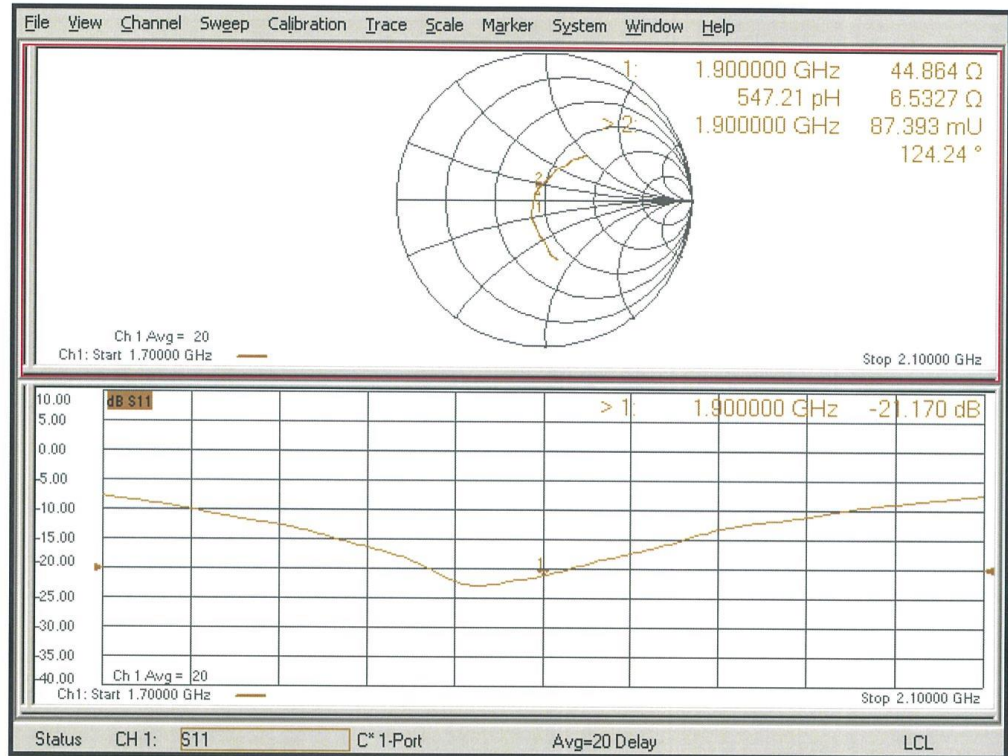 File View Channel Sweep Calibration Trace Scale Marker System Window Help
1: 1.900000 GHz 44.864 Ω
547.21 pH 6.5327 Ω
> 2: 1.900000 GHz 87.393 mU
124.24 °
2
1
Ch 1 Avg = 20
Ch1: Start 1.70000 GHz
Stop 2.10000 GHz
10.00
dB S11
> 1: 1.900000 GHz -21.170 dB
5.00
0.00
-5.00
-10.00
-15.00
-20.00
1
-25.00
-30.00
-35.00
-40.00
Ch 1 Avg = 20
Ch1: Start 1.70000 GHz
Stop 2.10000 GHz
Status CH 1: S11 C* 1-Port Avg=20 Delay LCL